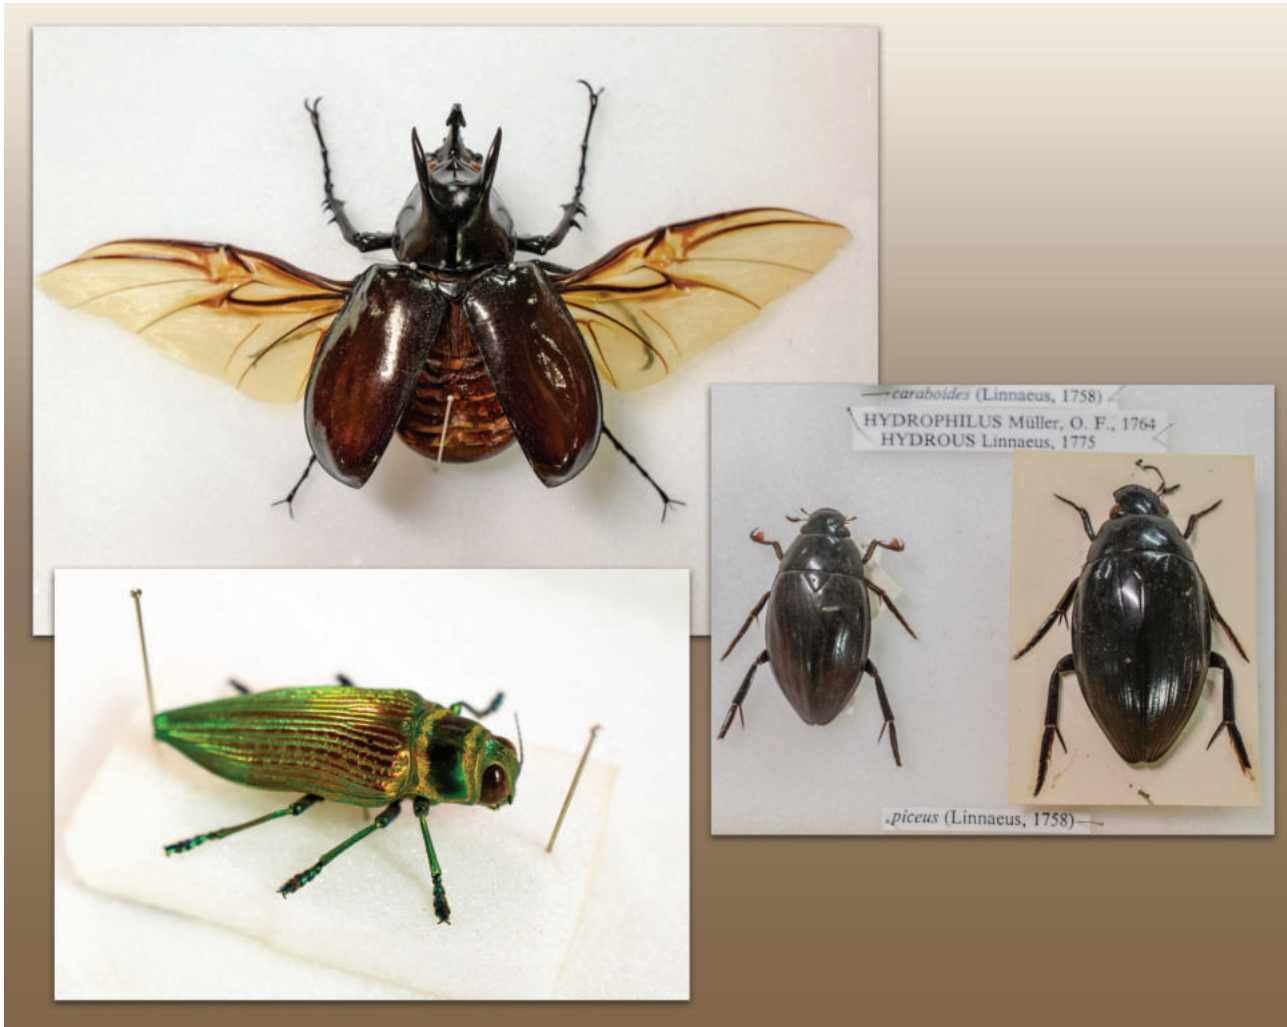 caraboides (Linnaeus, 1758)
HYDROPHILUS Müller, O. F., 1764
HYDROUS Linnaeus, 1775
piceus (Linnaeus, 1758)